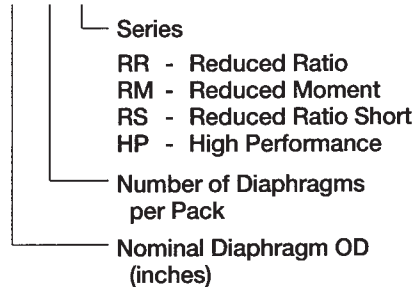 Series
RR - Reduced Ratio
RM - Reduced Moment
RS - Reduced Ratio Short
HP - High Performance
Number of Diaphragms
per Pack
Nominal Diaphragm OD
(inches)